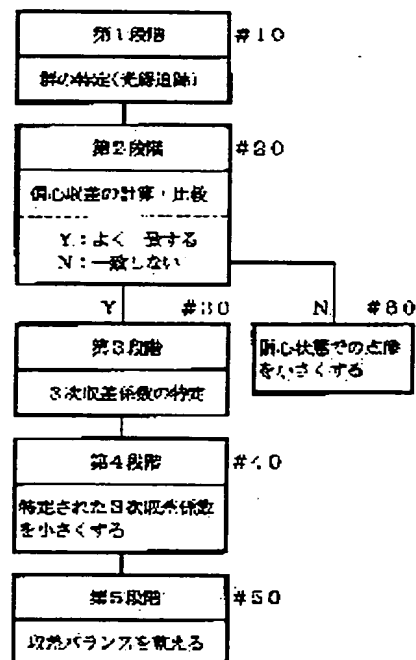 第1段階 #10
群の特定(光線追跡)
第2段階 #20
偏心収差の計算・比較
Y:よく一致する
N:一致しない
Y #30 N #60
第3段階
3次収差係数の特定
偏心状態での点像
を小さくする
第4段階 #40
特定された3次収差係数
を小さくする
第5段階 #50
収差バランスを整える